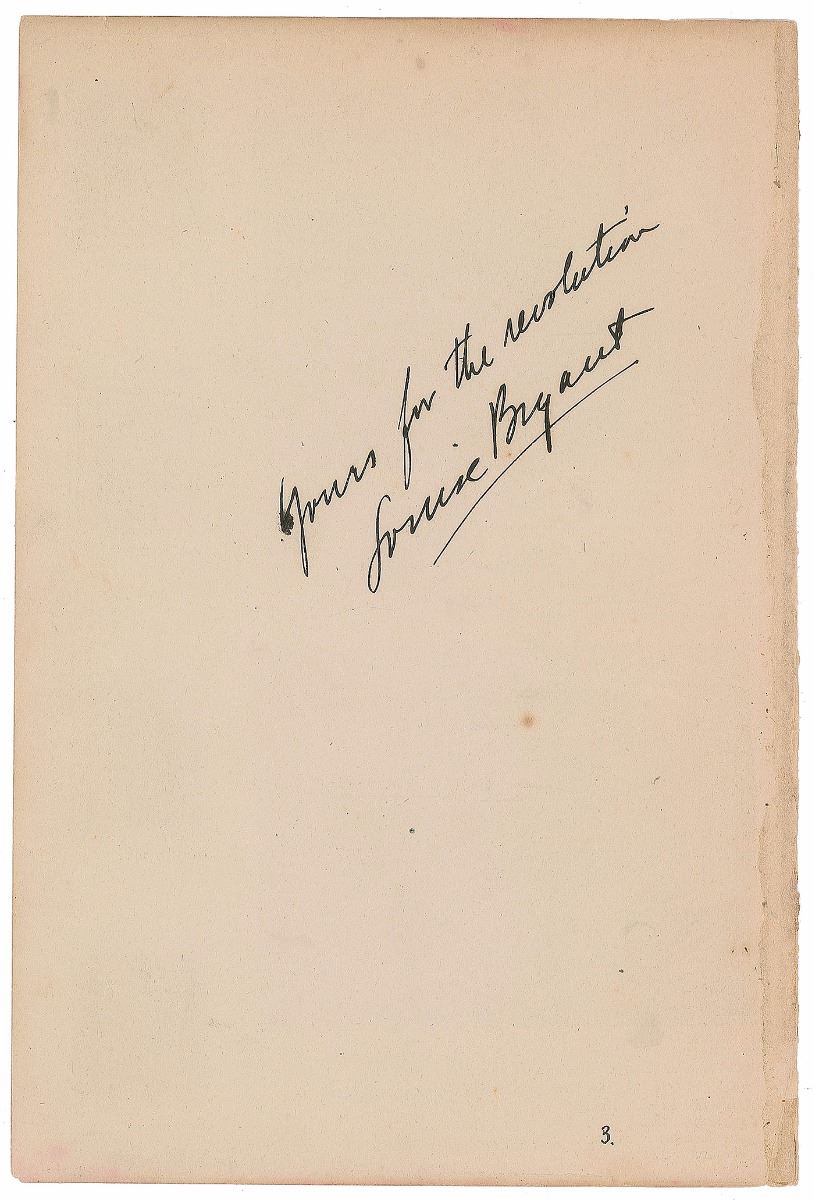 Yours for the revolution
Louise Bryant
3.